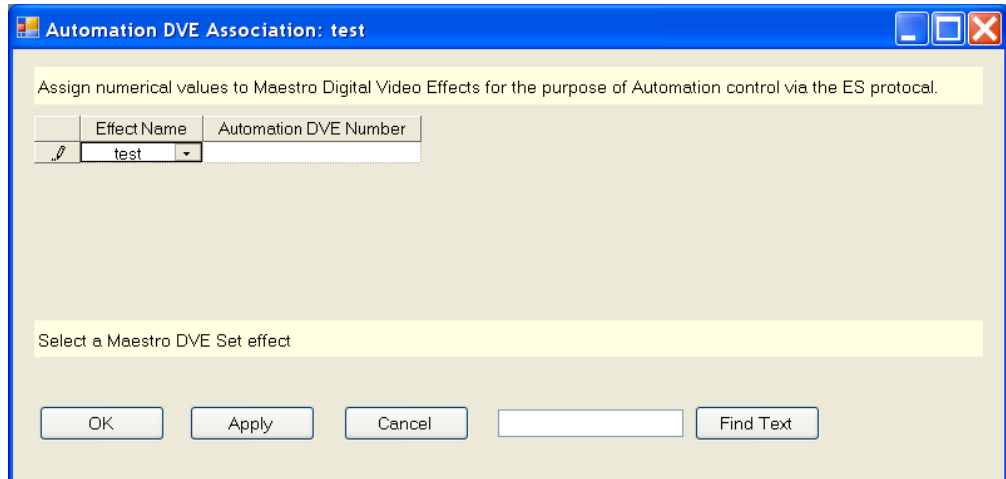 Automation DVE Association: test
Assign numerical values to Maestro Digital Video Effects for the purpose of Automation control via the ES protocal.
Effect Name Automation DVE Number
test
Select a Maestro DVE Set effect
OK Apply Cancel Find Text